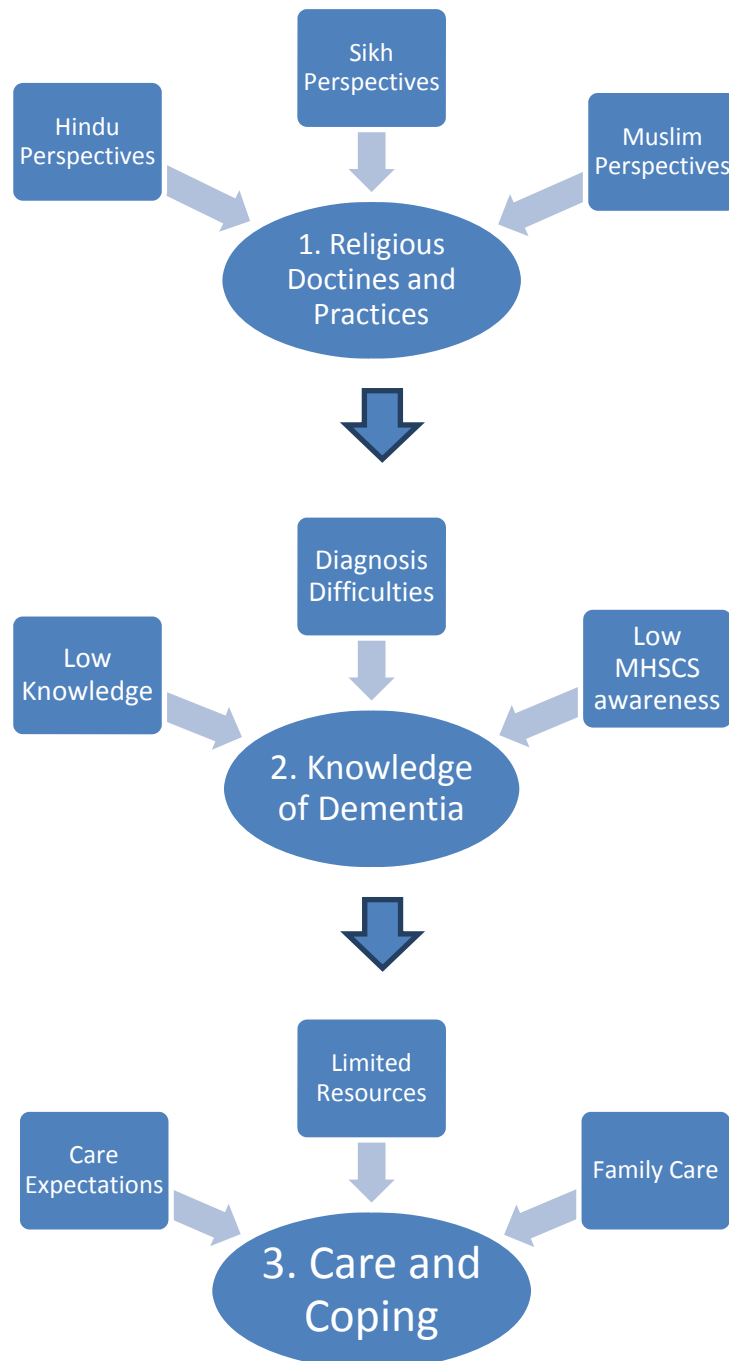 Sikh
Perspectives
Hindu
Perspectives
Muslim
Perspectives
1. Religious
Doctines and
Practices
Diagnosis
Difficulties
Low
Knowledge
Low
MHSCS
awareness
2. Knowledge
of Dementia
Limited
Resources
Care
Expectations
Family Care
3. Care and
Coping